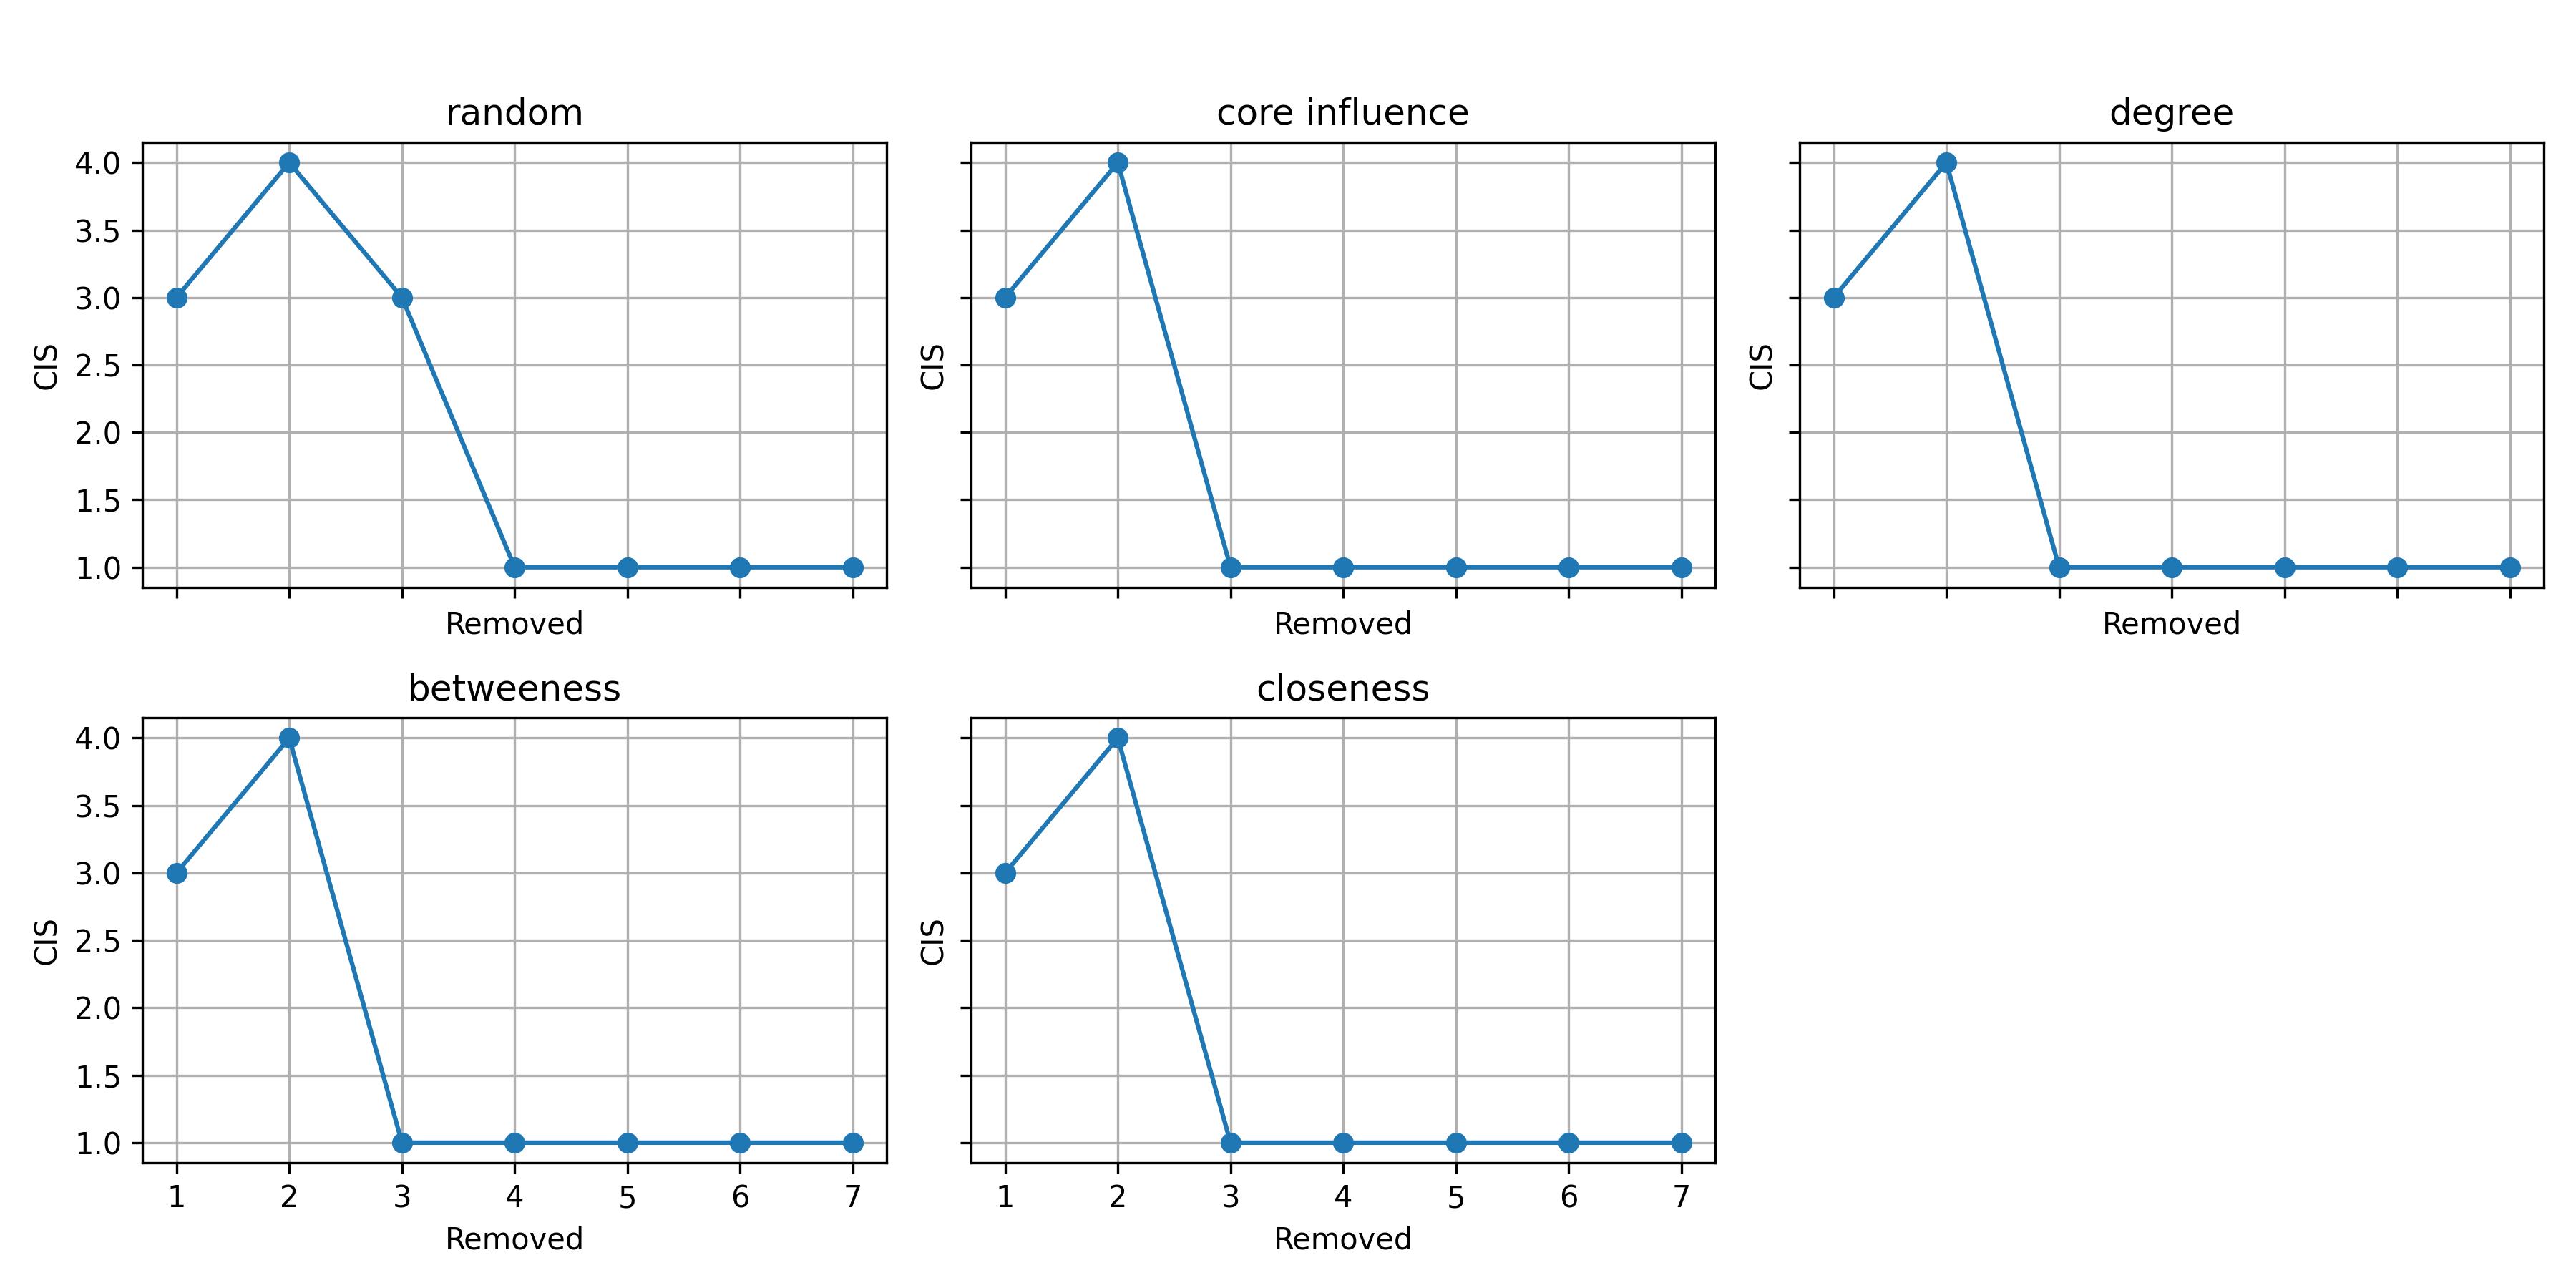 random
core influence
degree
4.0
3.5
3.0
2.5
2.0
1.5
1.0
CIS
CIS
CIS
Removed
Removed
Removed
betweeness
closeness
4.0
3.5
3.0
2.5
2.0
1.5
1.0
CIS
CIS
1 2 3 4 5 6 7
1 2 3 4 5 6 7
Removed
Removed